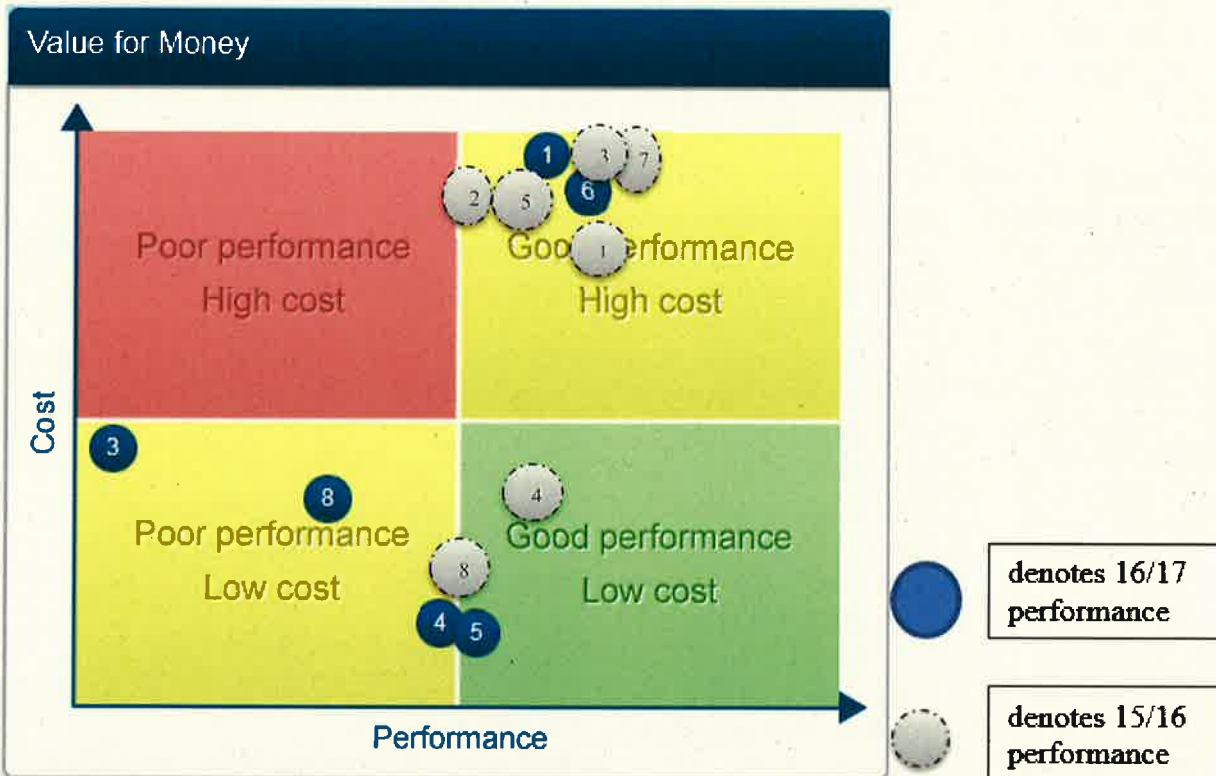 Value for Money
1
3
7
2
5
6
Poor performance
High cost
1
High cost
Cost
3
8
4
Poor performance
Low cost
Good performance
Low cost
8
4
5
Performance
denotes 16/17
performance
denotes 15/16
performance